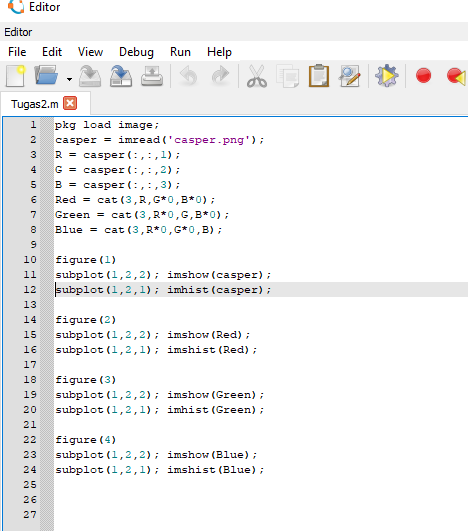 Editor
Editor
File Edit View Debug Run Help
Tugas2.m
1 pkg load image;
2 casper = imread('casper.png');
3 R = casper(:,:,1);
4 G = casper(:,:,2);
5 B = casper(:,:,3);
6 Red = cat(3,R,G*0,B*0);
7 Green = cat(3,R*0,G,B*0);
8 Blue = cat(3,R*0,G*0,B);
9
10 figure(1)
11 subplot(1,2,2); imshow(casper);
12 subplot(1,2,1); imhist(casper);
13
14 figure(2)
15 subplot(1,2,2); imshow(Red);
16 subplot(1,2,1); imshist(Red);
17
18 figure(3)
19 subplot(1,2,2); imshow(Green);
20 subplot(1,2,1); imhist(Green);
21
22 figure(4)
23 subplot(1,2,2); imshow(Blue);
24 subplot(1,2,1); imshist(Blue);
25
26
27